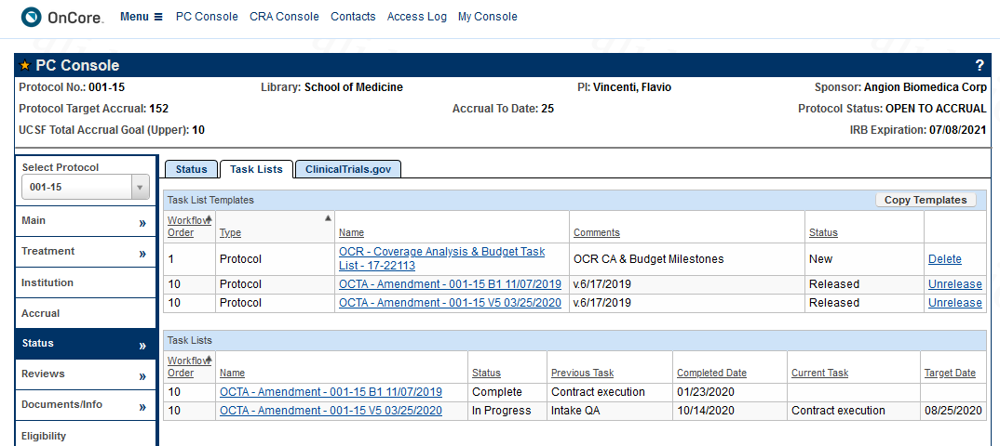 OnCore
Menu ≡ PC Console CRA Console Contacts Access Log My Console
PC Console ?
Protocol No.: 001-15 Library: School of Medicine PI: Vincenti, Flavio Sponsor: Angion Biomedica Corp
Protocol Target Accrual: 152 Accrual To Date: 25 Protocol Status: OPEN TO ACCRUAL
UCSF Total Accrual Goal (Upper): 10 IRB Expiration: 07/08/2021
Select Protocol
001-15
Main »
Treatment »
Institution
Accrual
Status »
Reviews »
Documents/Info »
Eligibility
Status Task Lists ClinicalTrials.gov
Task List Templates Copy Templates
Workflow Order Type Name Comments Status
1 Protocol OCR - Coverage Analysis & Budget Task List - 17-22113 OCR CA & Budget Milestones New Delete
10 Protocol OCTA - Amendment - 001-15 B1 11/07/2019 v.6/17/2019 Released Unrelease
10 Protocol OCTA - Amendment - 001-15 V5 03/25/2020 v.6/17/2019 Released Unrelease
Task Lists
Workflow Order Name Status Previous Task Completed Date Current Task Target Date
10 OCTA - Amendment - 001-15 B1 11/07/2019 Complete Contract execution 01/23/2020
10 OCTA - Amendment - 001-15 V5 03/25/2020 In Progress Intake QA 10/14/2020 Contract execution 08/25/2020